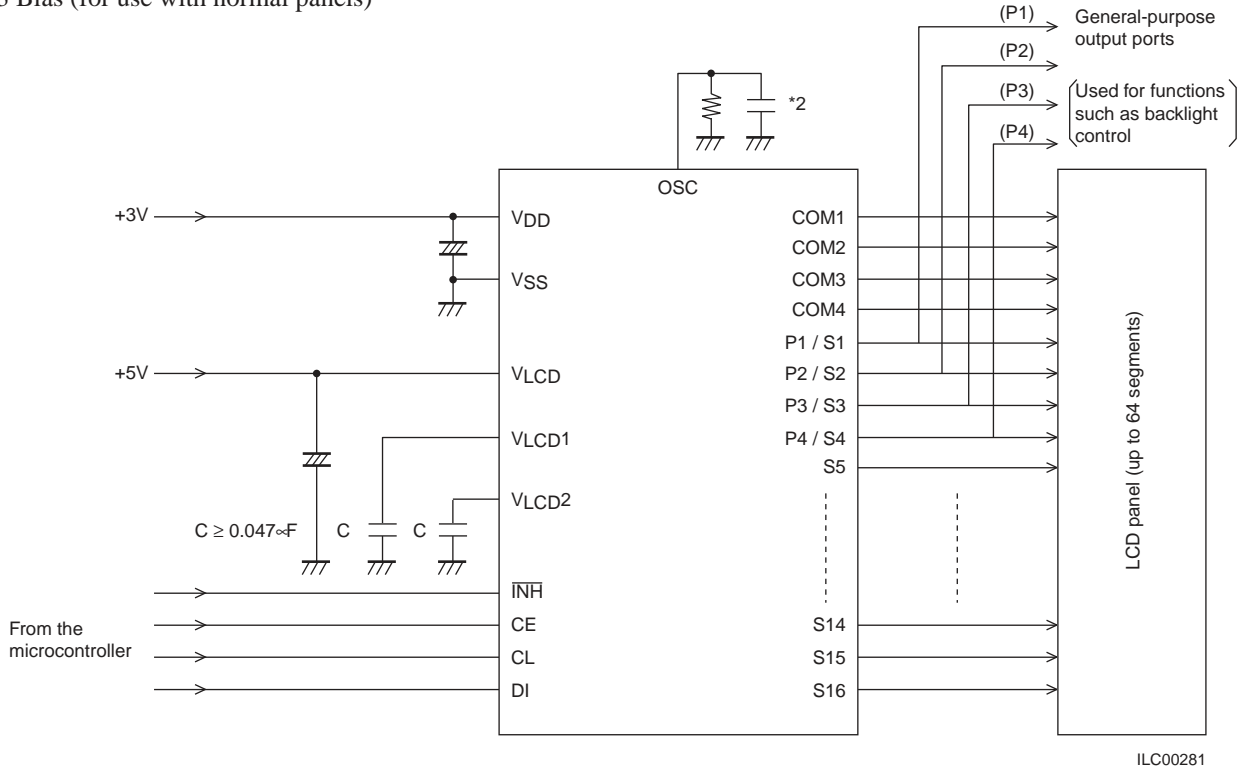 3 Bias (for use with normal panels)
(P1)
General-purpose
output ports
(P2)
(P3)
Used for functions
such as backlight
control
(P4)
*2
OSC
+3V
VDD
COM1
COM2
VSS
COM3
COM4
P1 / S1
+5V
VLCD
P2 / S2
P3 / S3
VLCD1
P4 / S4
S5
VLCD2
C ≥ 0.047∝F
C
C
LCD panel (up to 64 segments)
INH
From the
microcontroller
CE
S14
CL
S15
DI
S16
ILC00281